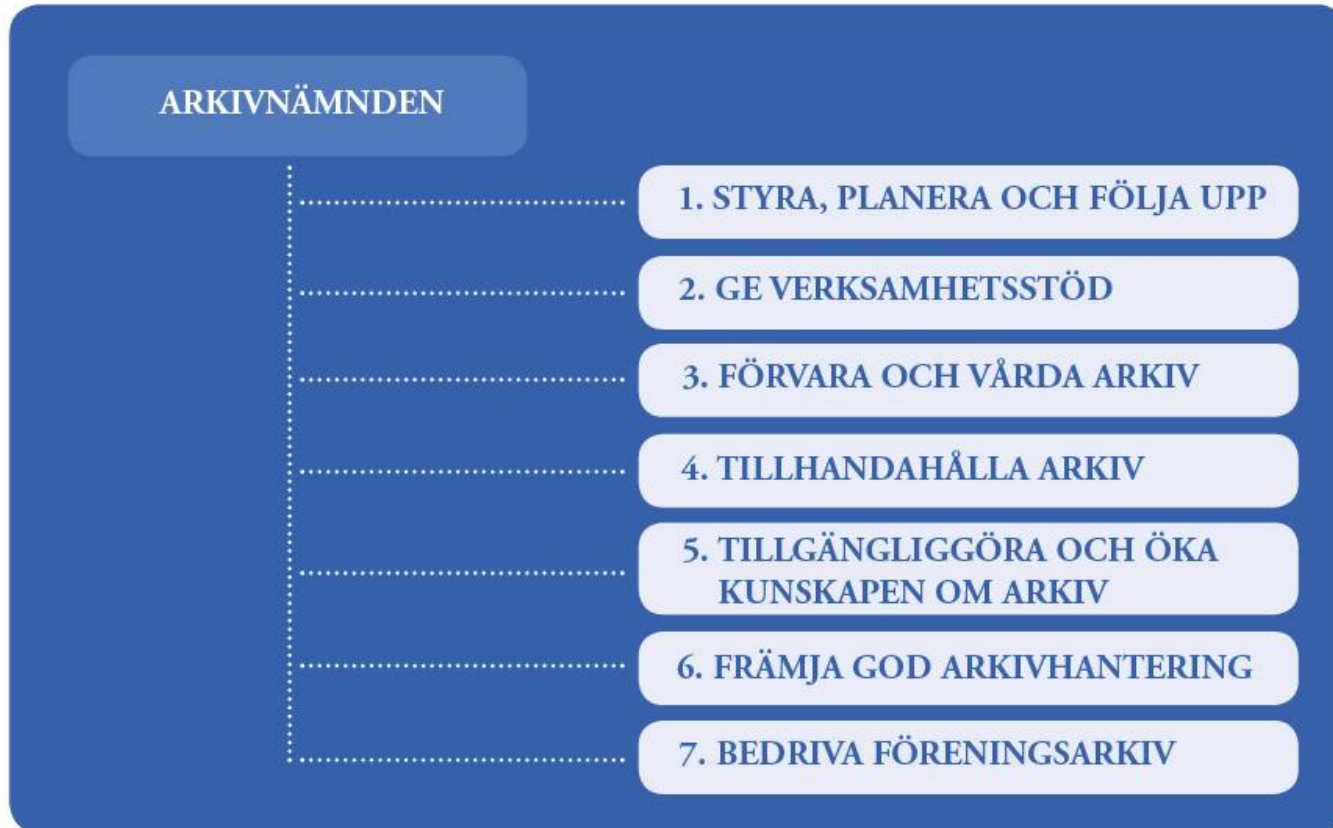 ARKIVNÄMNDEN
1. STYRA, PLANERA OCH FÖLJA UPP
2. GE VERKSAMHETSSTÖD
3. FÖRVARA OCH VÅRDA ARKIV
4. TILLHANDAHÅLLA ARKIV
5. TILLGÄNGLIGGÖRA OCH ÖKA
KUNSKAPEN OM ARKIV
6. FRÄMJA GOD ARKIVHANTERING
7. BEDRIVA FÖRENINGSARKIV